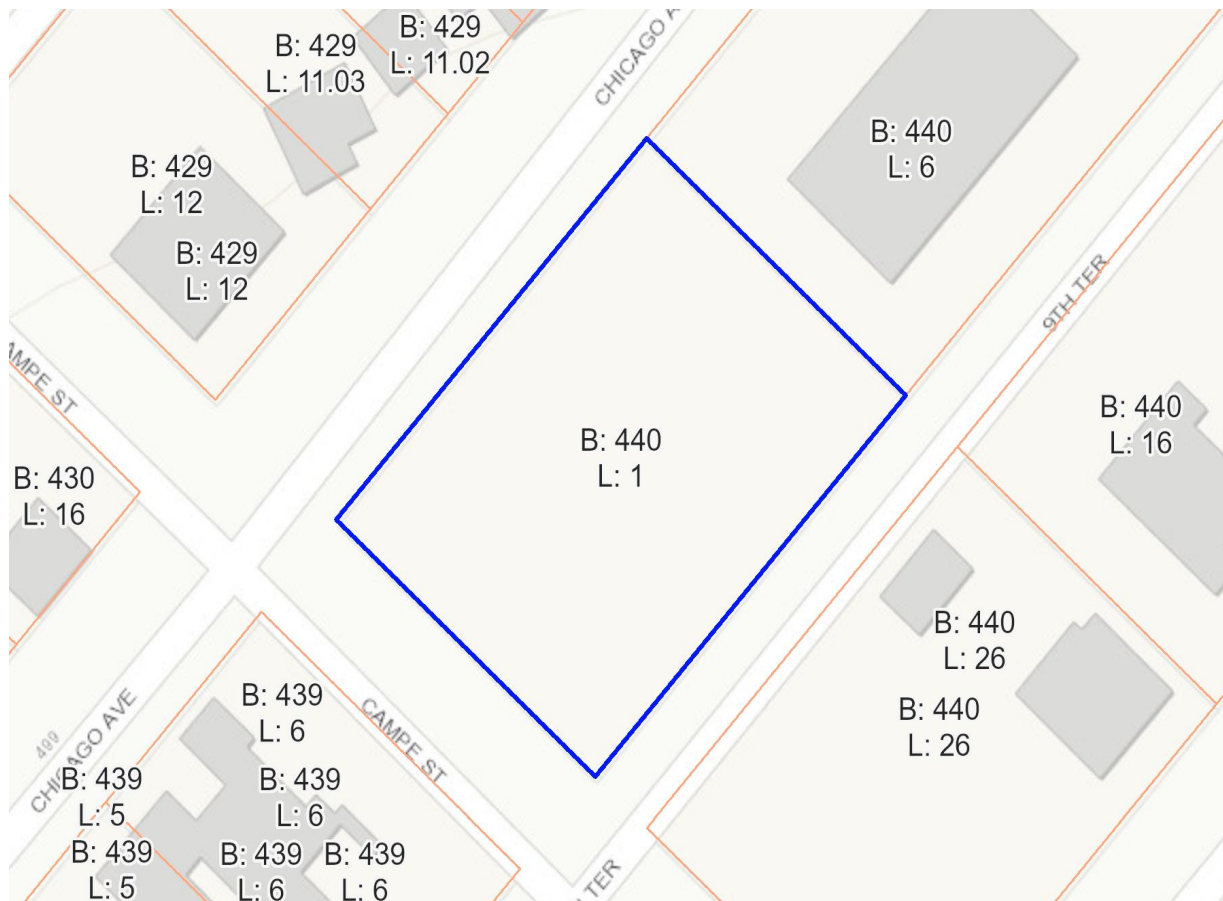 B: 429
L: 11.02
B: 429
L: 11.03
CHICAGO A
B: 440
L: 6
B: 429
L: 12
B: 429
L: 12
9TH TER
AMPE ST
B: 440
L: 16
B: 440
L: 1
B: 430
L: 16
B: 440
L: 26
B: 440
L: 26
B: 439
L: 6
CAMPE ST
499
CHICAGO AVE
B: 439
L: 5
B: 439
L: 6
B: 439
L: 5
B: 439
L: 6
B: 439
L: 6
TER